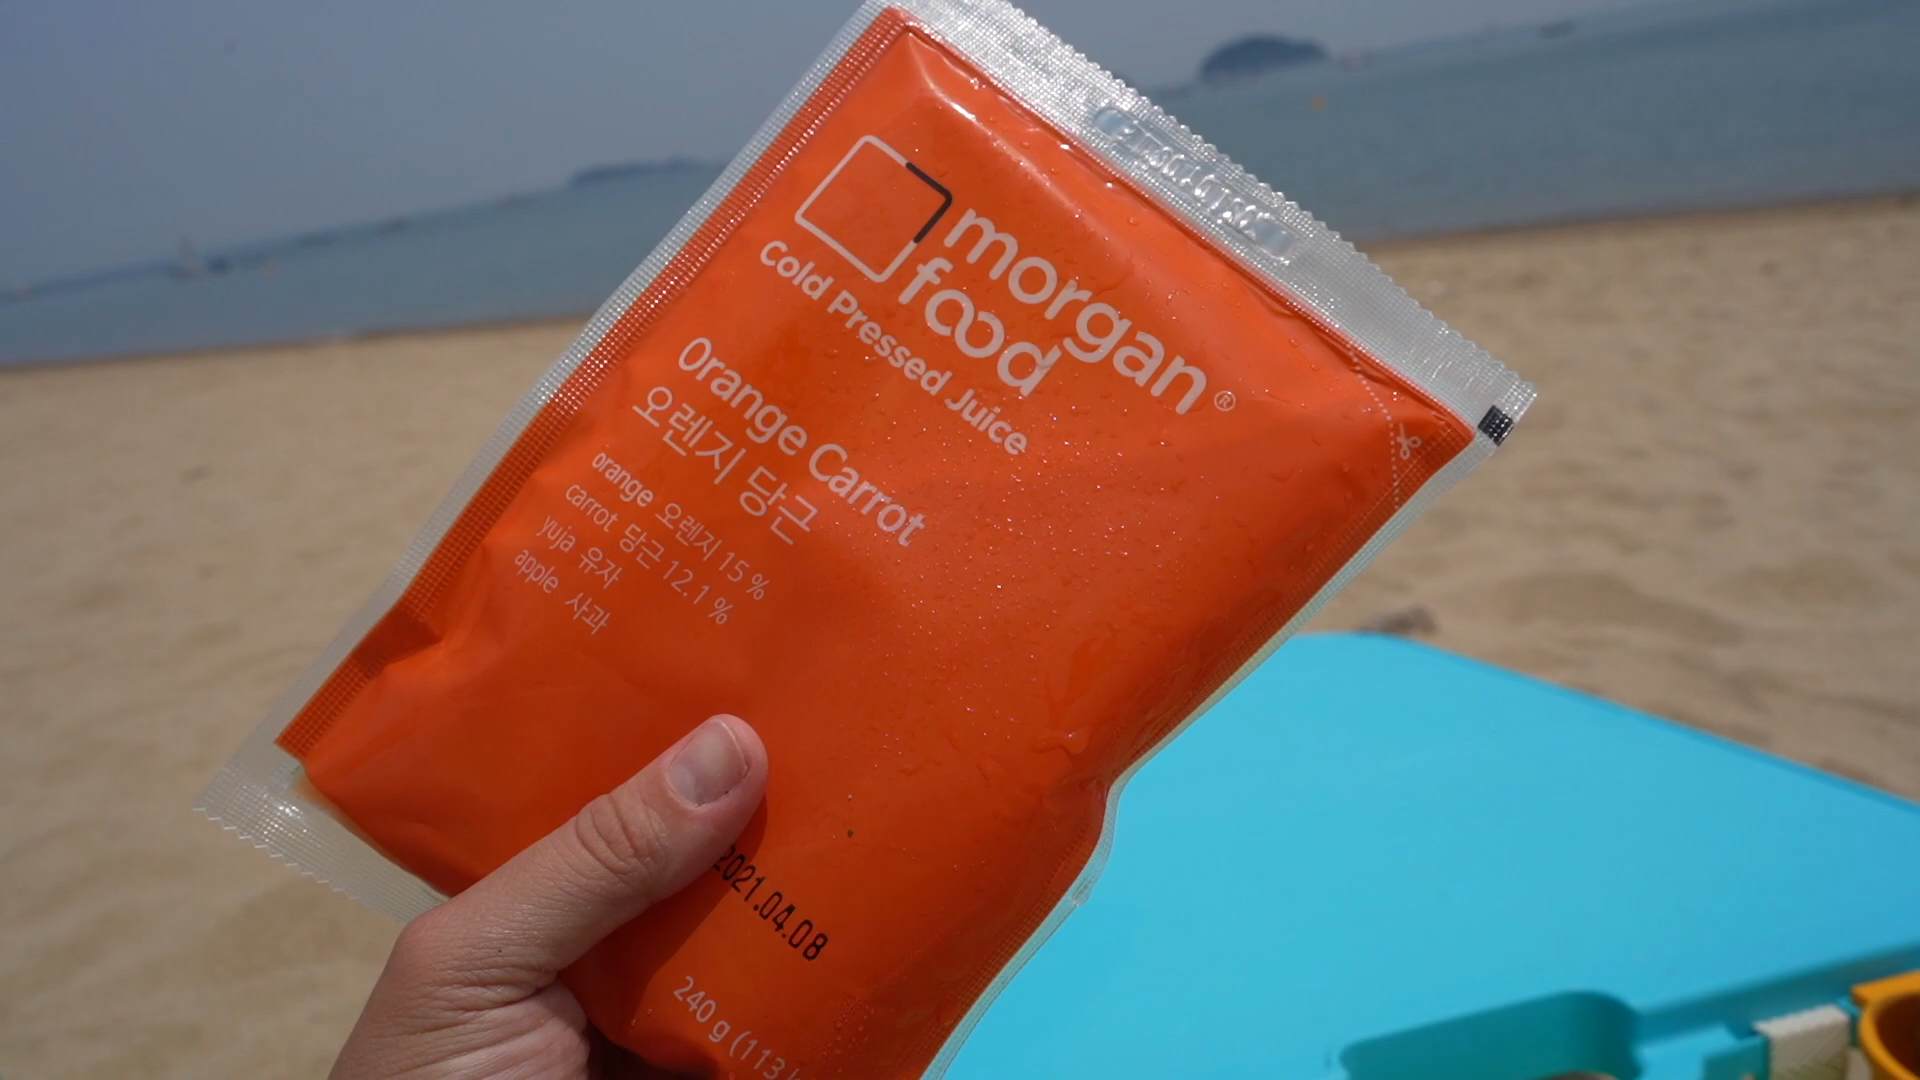 morgan
food®
Cold Pressed Juice
Orange Carrot
오렌지 당근
orange 오렌지 15 %
carrot 당근 12.1 %
yuja 유자
apple 사과
2021.04.08
240 g (113